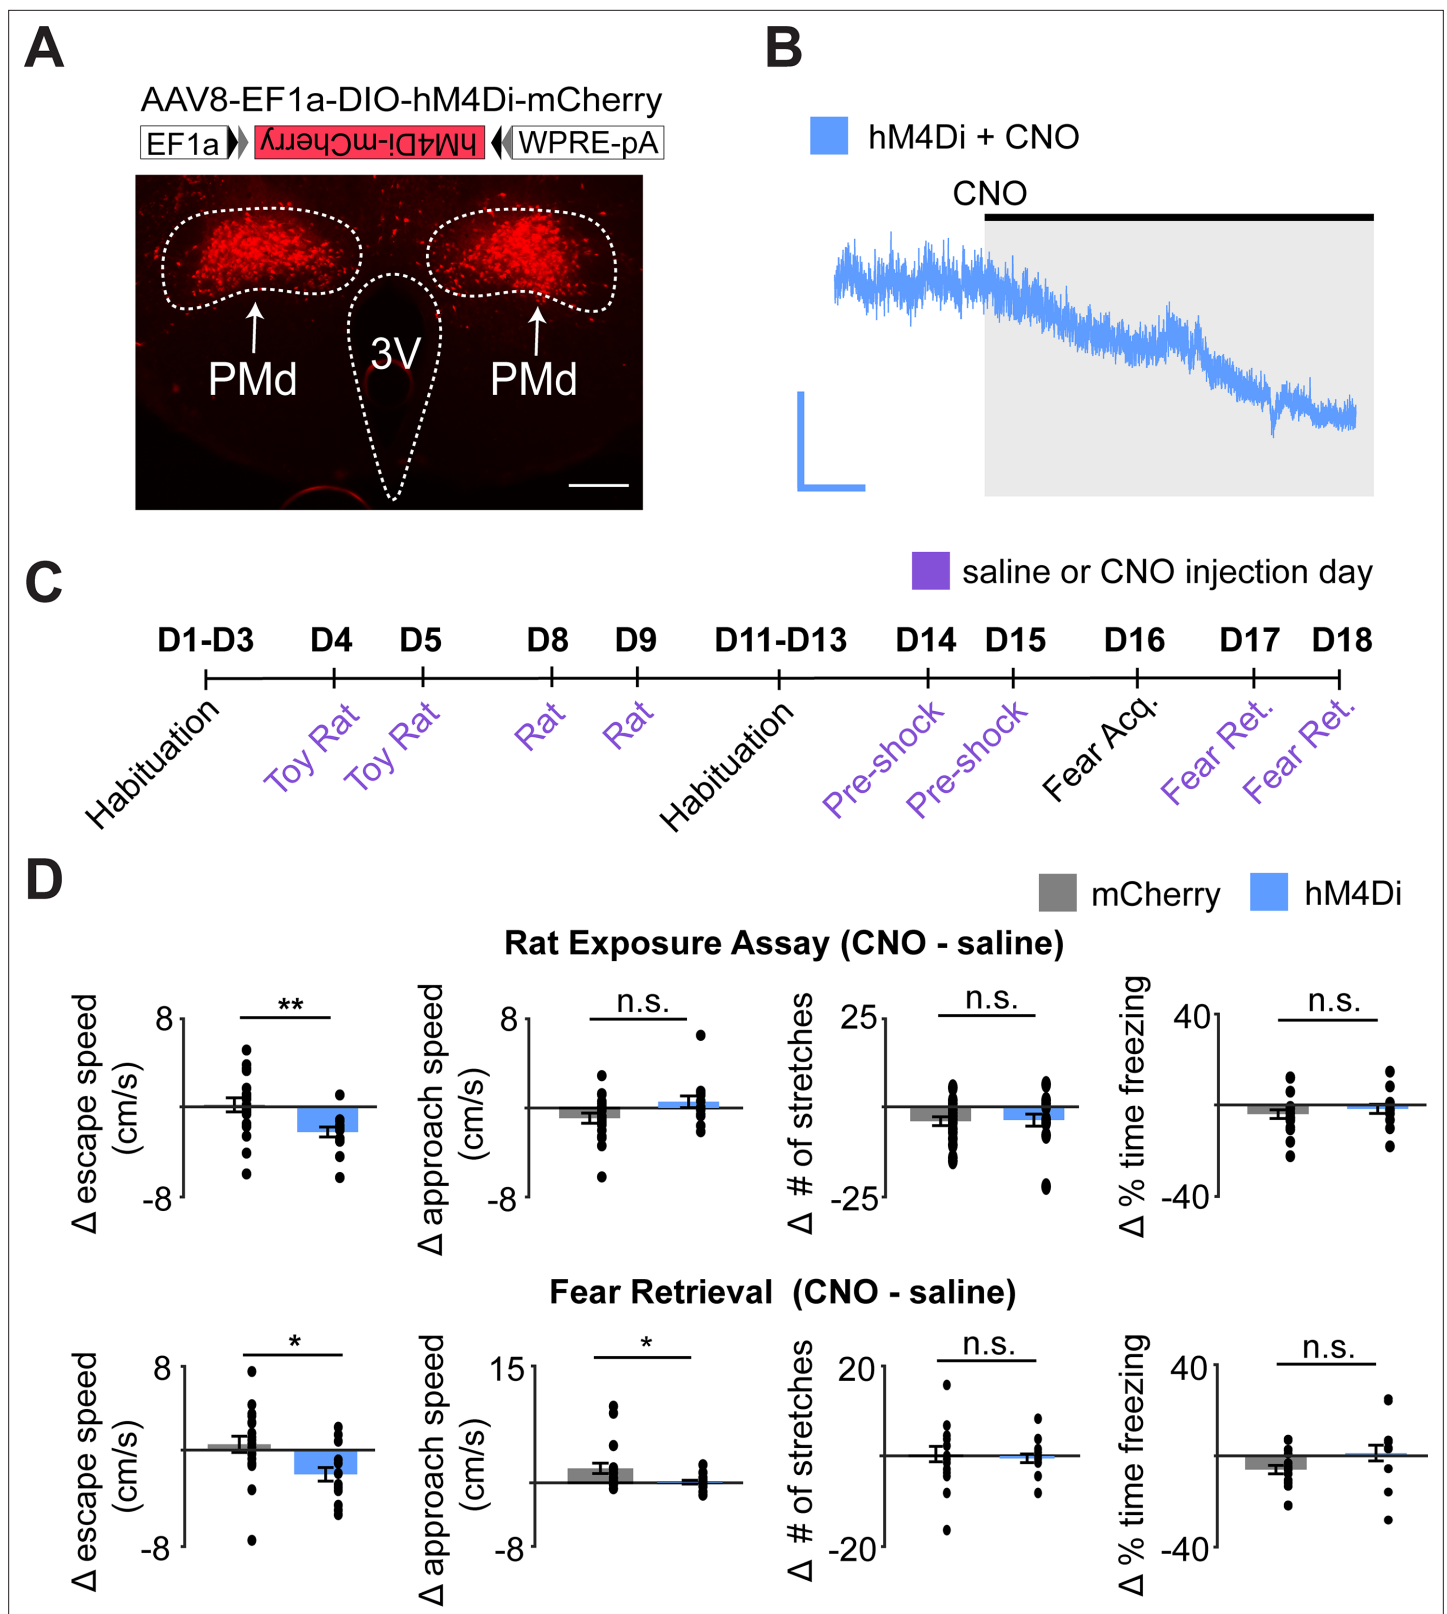 A
AAV8-EF1a-DIO-hM4Di-mCherry
EF1a hM4Di-mCherry WPRE-pA
PMd 3V PMd
B
hM4Di + CNO
CNO
C
saline or CNO injection day
D1-D3 D4 D5 D8 D9 D11-D13 D14 D15 D16 D17 D18
Habituation Toy Rat Toy Rat Rat Rat Habituation Pre-shock Pre-shock Fear Acq. Fear Ret. Fear Ret.
D
mCherry hM4Di
Rat Exposure Assay (CNO - saline)
Δ escape speed
(cm/s)
8
-8
**
Δ approach speed
(cm/s)
8
-8
n.s.
Δ # of stretches
25
-25
n.s.
Δ % time freezing
40
-40
n.s.
Fear Retrieval (CNO - saline)
Δ escape speed
(cm/s)
8
-8
*
Δ approach speed
(cm/s)
15
-8
*
Δ # of stretches
20
-20
n.s.
Δ % time freezing
40
-40
n.s.